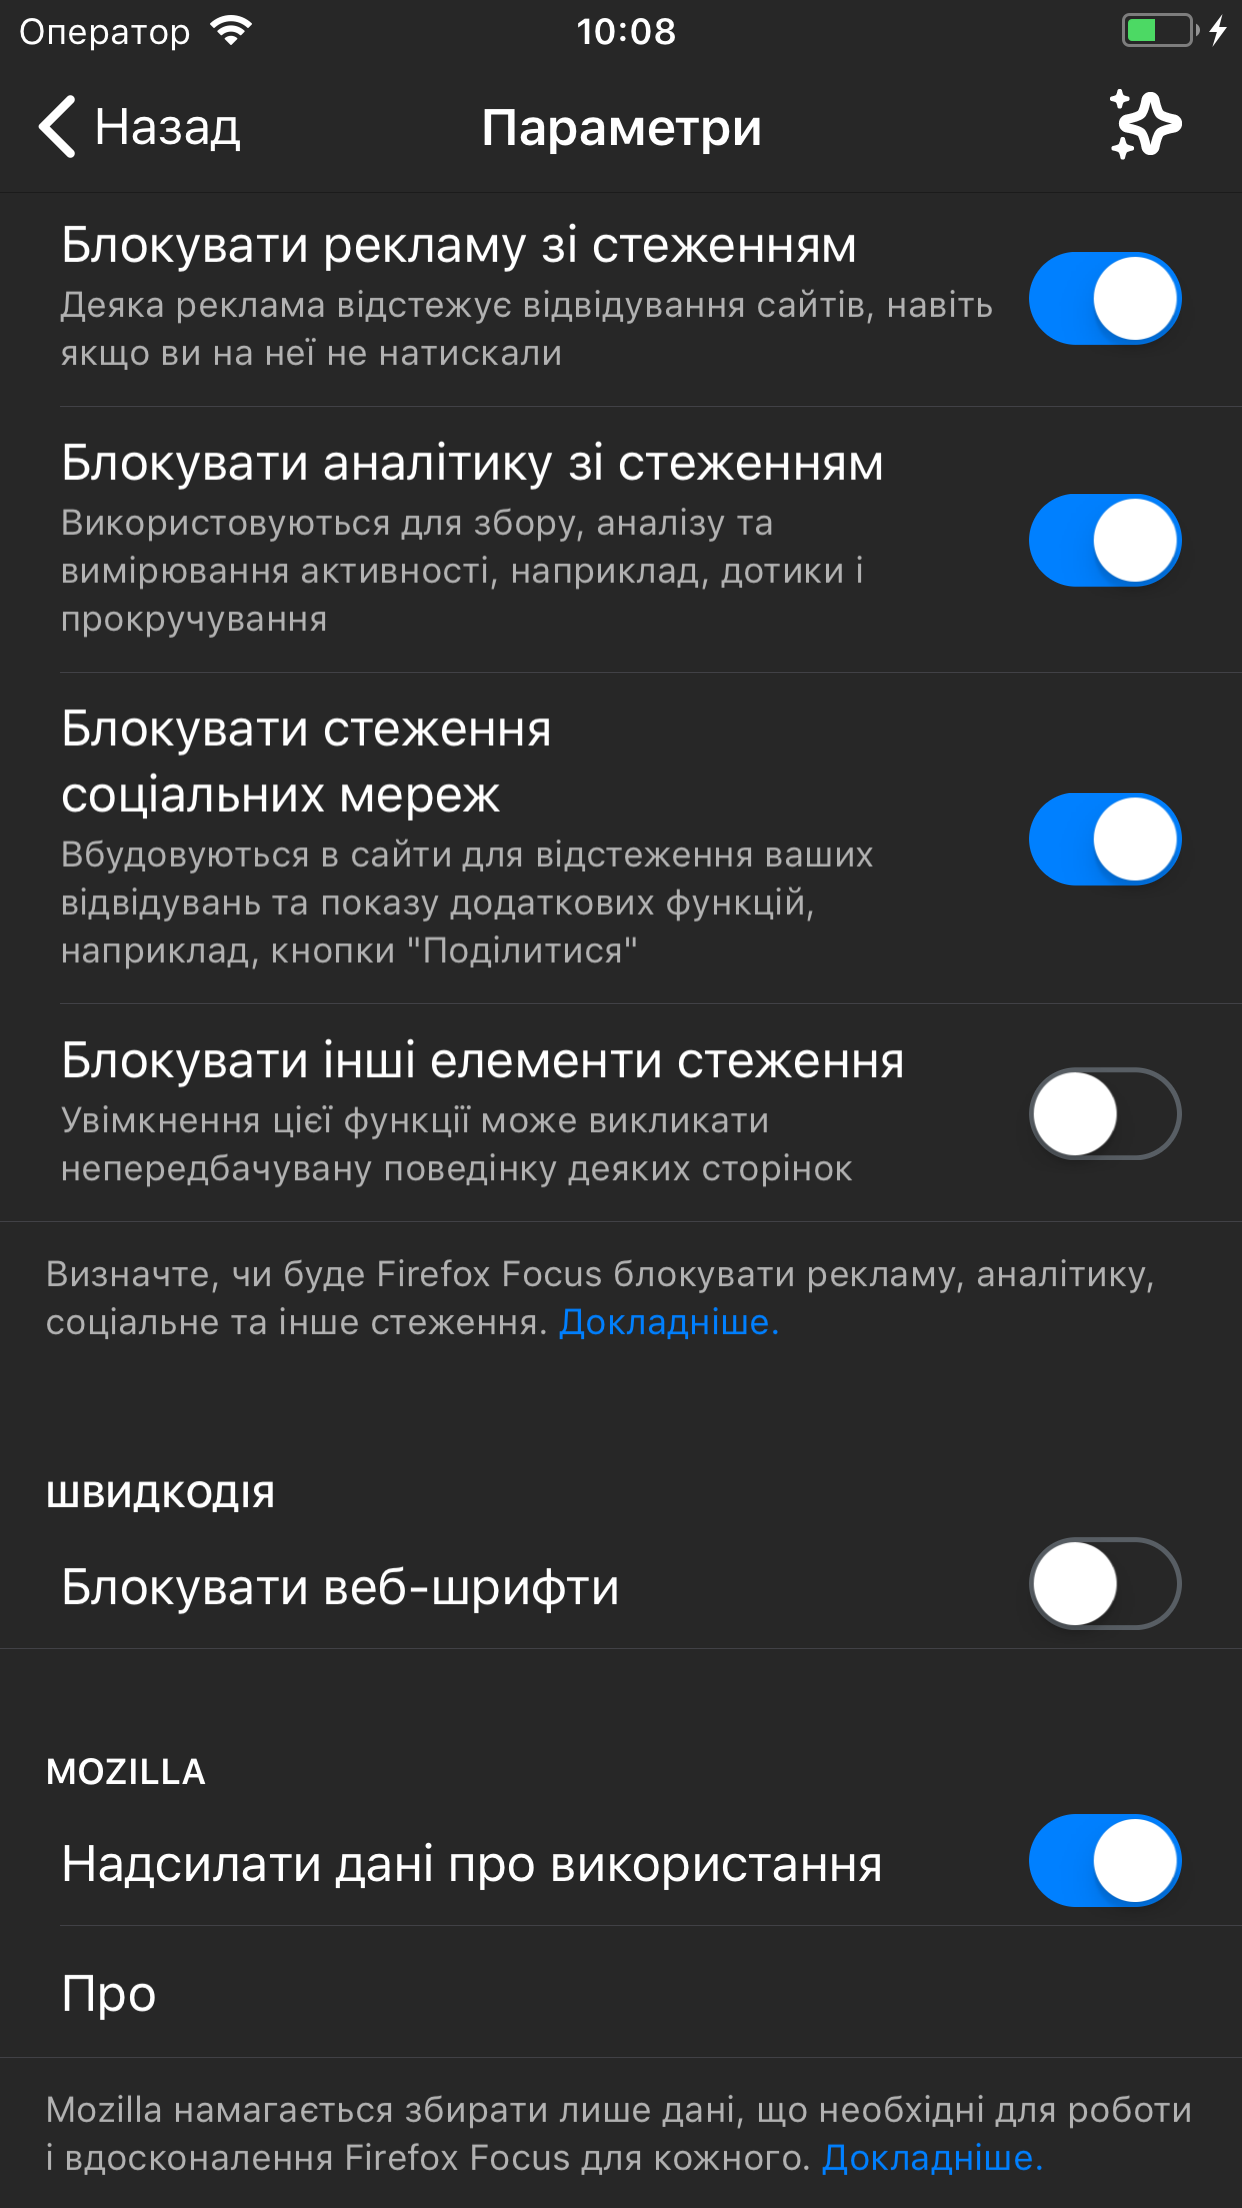 Оператор
10:08
Назад
Параметри
Блокувати рекламу зі стеженням
Деяка реклама відстежує відвідування сайтів, навіть
якщо ви на неї не натискали
Блокувати аналітику зі стеженням
Використовуються для збору, аналізу та
вимірювання активності, наприклад, дотики і
прокручування
Блокувати стеження
соціальних мереж
Вбудовуються в сайти для відстеження ваших
відвідувань та показу додаткових функцій,
наприклад, кнопки "Поділитися"
Блокувати інші елементи стеження
Увімкнення цієї функції може викликати
непередбачувану поведінку деяких сторінок
Визначте, чи буде Firefox Focus блокувати рекламу, аналітику,
соціальне та інше стеження. Докладніше.
ШВИДКОДІЯ
Блокувати веб-шрифти
MOZILLA
Надсилати дані про використання
Про
Mozilla намагається збирати лише дані, що необхідні для роботи
і вдосконалення Firefox Focus для кожного. Докладніше.